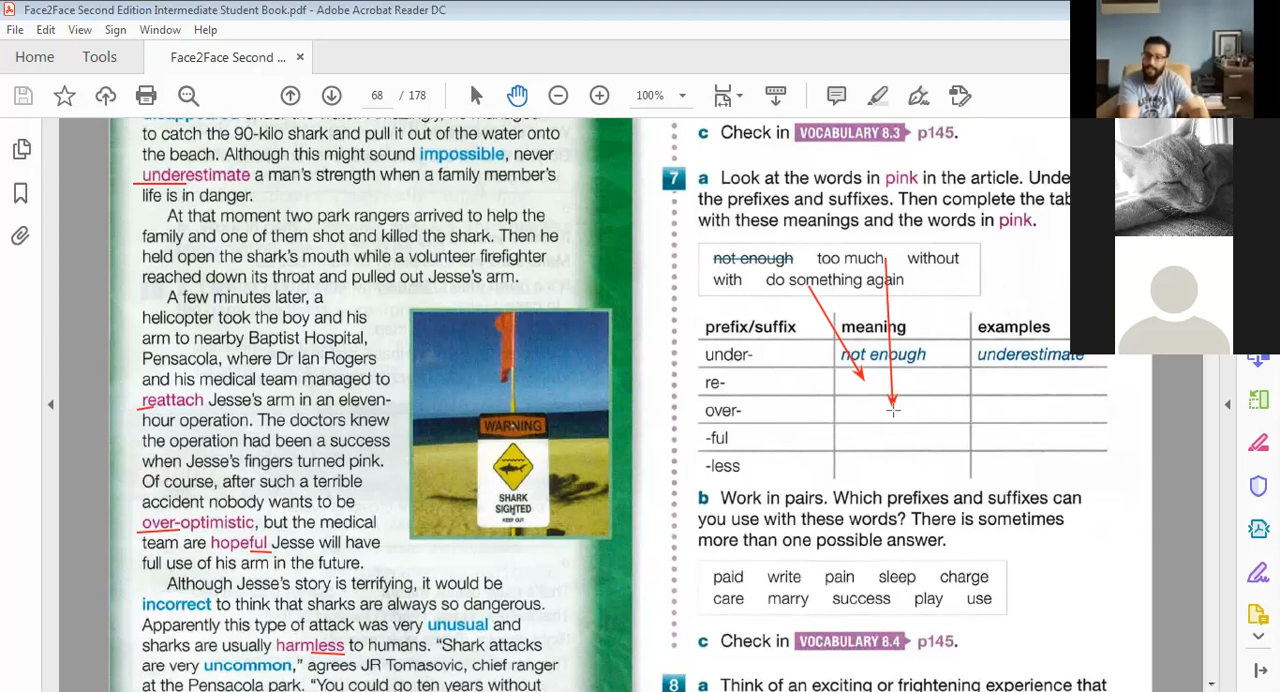 Face2Face Second Edition Intermediate Student Book.pdf - Adobe Acrobat Reader DC
File Edit View Sign Window Help
Home Tools Face2Face Second ... ×
68 / 178 100%
to catch the 90-kilo shark and pull it out of the water onto
the beach. Although this might sound impossible, never
underestimate a man's strength when a family member's
life is in danger.
At that moment two park rangers arrived to help the
family and one of them shot and killed the shark. Then he
held open the shark's mouth while a volunteer firefighter
reached down its throat and pulled out Jesse's arm.
A few minutes later, a
helicopter took the boy and his
arm to nearby Baptist Hospital,
Pensacola, where Dr Ian Rogers
and his medical team managed to
reattach Jesse's arm in an eleven-
hour operation. The doctors knew
the operation had been a success
when Jesse's fingers turned pink.
Of course, after such a terrible
accident nobody wants to be
over-optimistic, but the medical
team are hopeful Jesse will have
full use of his arm in the future.
Although Jesse's story is terrifying, it would be
incorrect to think that sharks are always so dangerous.
Apparently this type of attack was very unusual and
sharks are usually harmless to humans. "Shark attacks
are very uncommon," agrees JR Tomasovic, chief ranger
at the Pensacola park. "You could go ten years without
WARNING
SHARK
SIGHTED
KEEP OUT
c Check in VOCABULARY 8.3 p145.
7 a Look at the words in pink in the article. Unde
the prefixes and suffixes. Then complete the tab
with these meanings and the words in pink.
not enough too much without
with do something again
prefix/suffix meaning examples
under- not enough underestimate
re-
over-
-ful
-less
b Work in pairs. Which prefixes and suffixes can
you use with these words? There is sometimes
more than one possible answer.
paid write pain sleep charge
care marry success play use
c Check in VOCABULARY 8.4 p145.
8 a Think of an exciting or frightening experience that